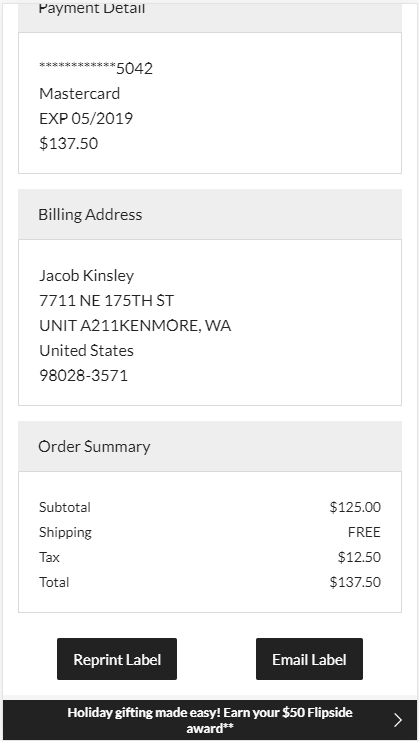 Payment Detail
************5042
Mastercard
EXP 05/2019
$137.50
Billing Address
Jacob Kinsley
7711 NE 175TH ST
UNIT A211KENMORE, WA
United States
98028-3571
Order Summary
Subtotal $125.00
Shipping FREE
Tax $12.50
Total $137.50
Reprint Label Email Label
Holiday gifting made easy! Earn your $50 Flipside
award**